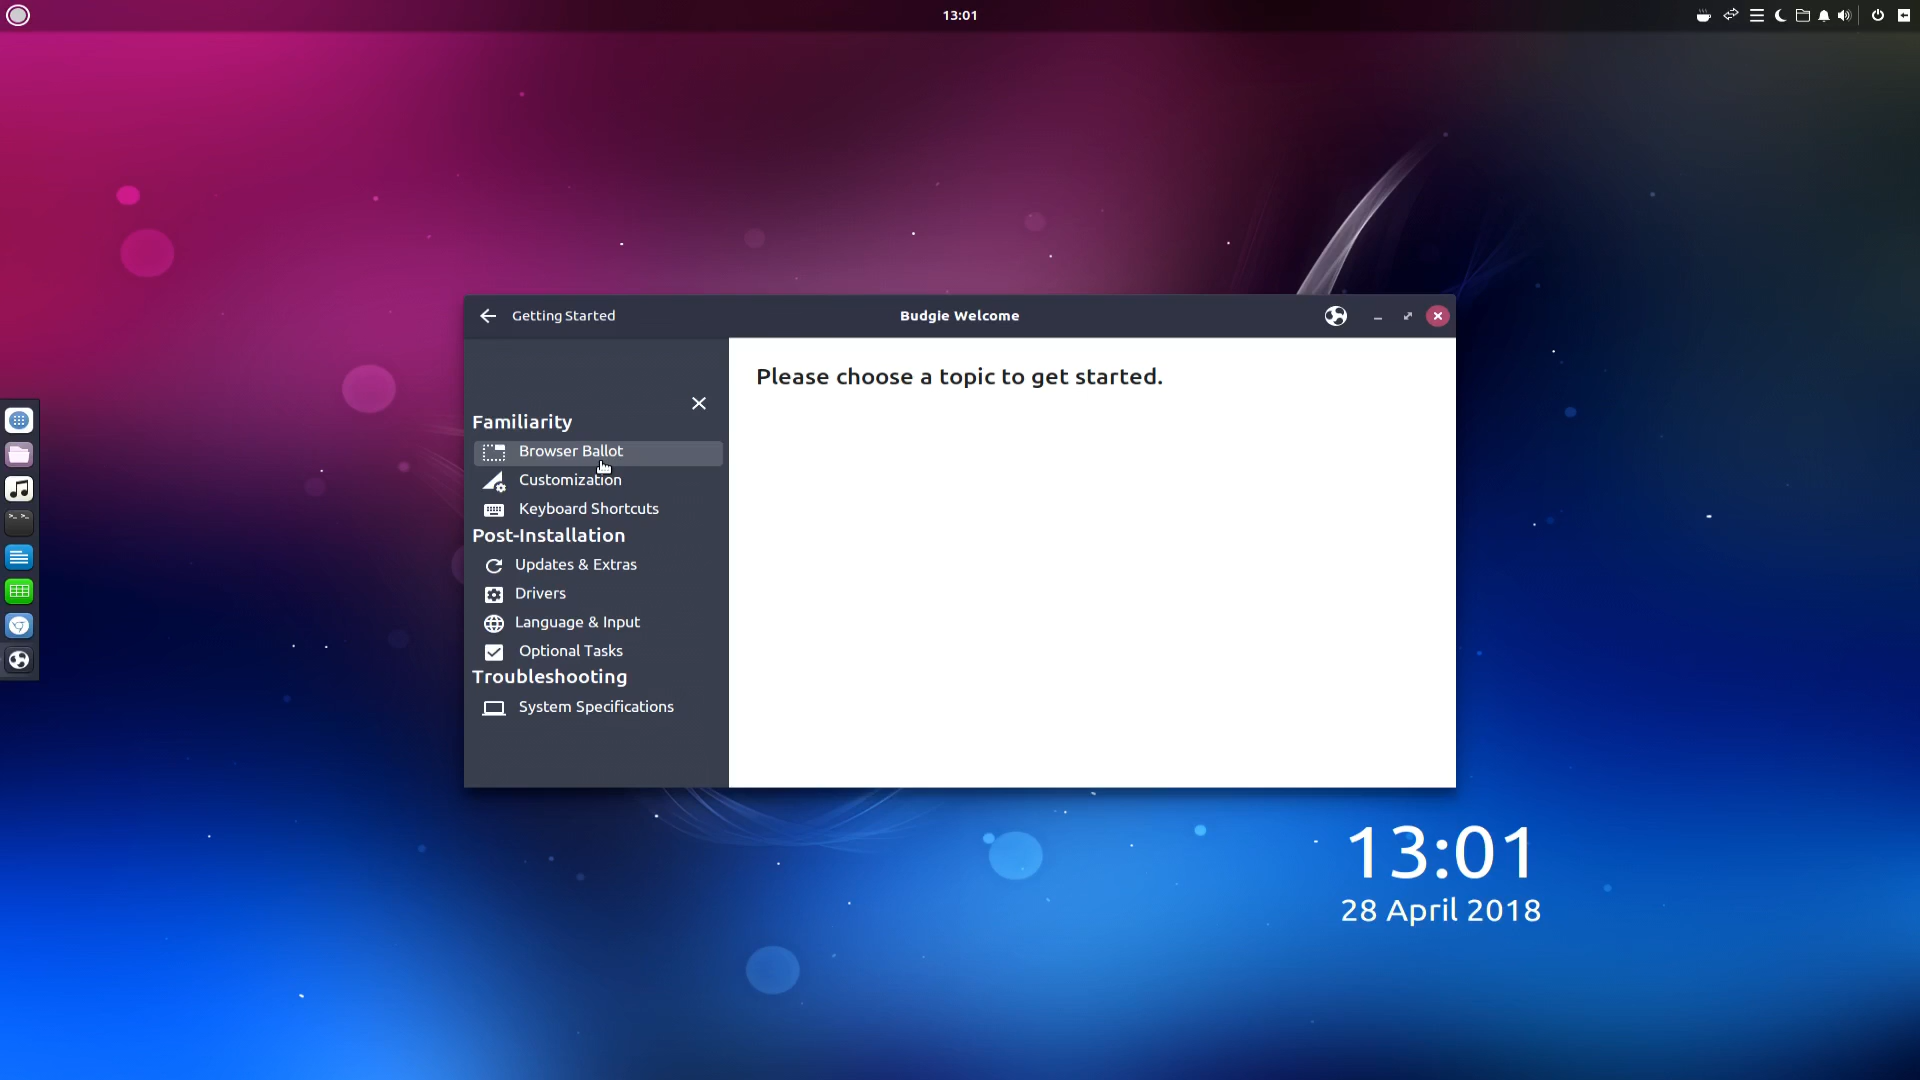 13:01
Getting Started
Budgie Welcome
Please choose a topic to get started.
Familiarity
Browser Ballot
Customization
Keyboard Shortcuts
Post-Installation
Updates & Extras
Drivers
Language & Input
Optional Tasks
Troubleshooting
System Specifications
13:01
28 April 2018